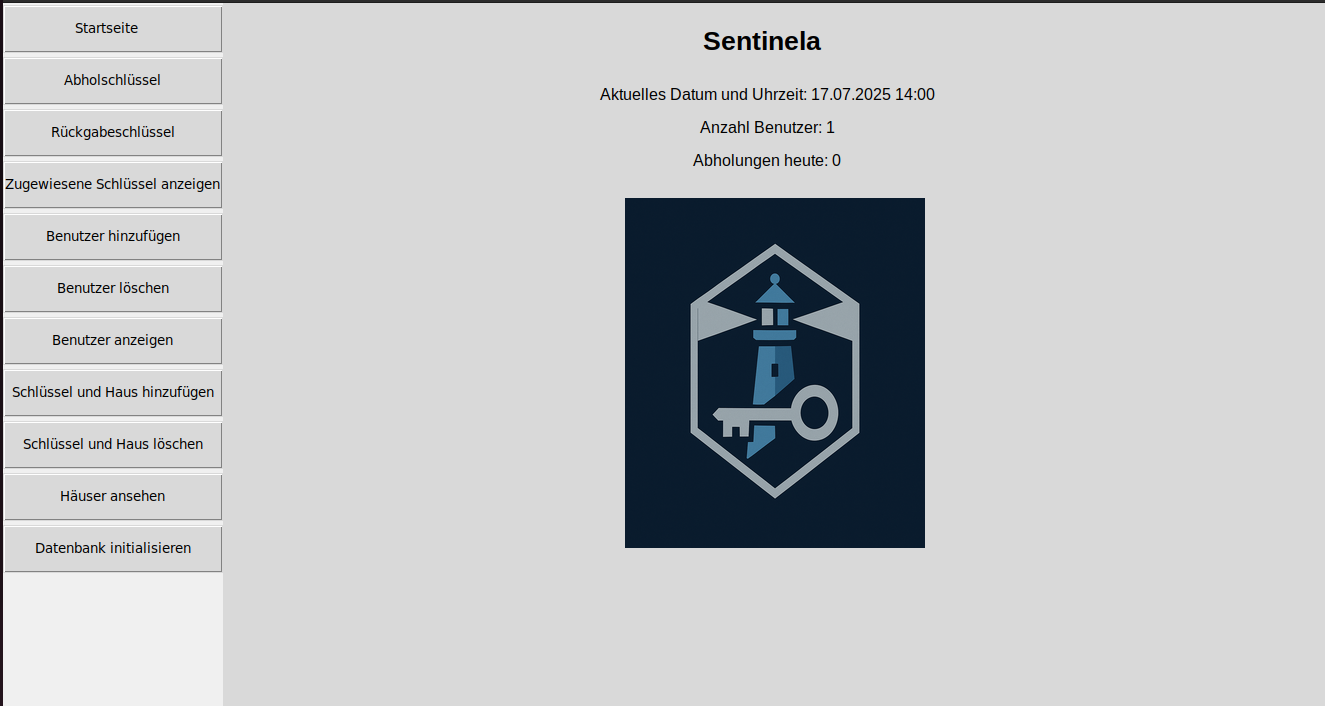 Startseite
Abholschlüssel
Rückgabeschlüssel
Zugewiesene Schlüssel anzeigen
Benutzer hinzufügen
Benutzer löschen
Benutzer anzeigen
Schlüssel und Haus hinzufügen
Schlüssel und Haus löschen
Häuser ansehen
Datenbank initialisieren
Sentinela
Aktuelles Datum und Uhrzeit: 17.07.2025 14:00
Anzahl Benutzer: 1
Abholungen heute: 0